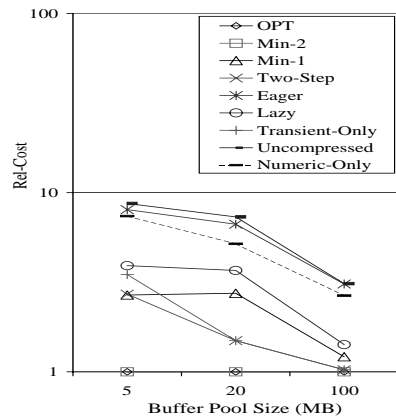 100
OPT
Min-2
Min-1
Two-Step
Eager
Lazy
Transient-Only
Uncompressed
Numeric-Only
Rel-Cost
10
1
5
20
100
Buffer Pool Size (MB)